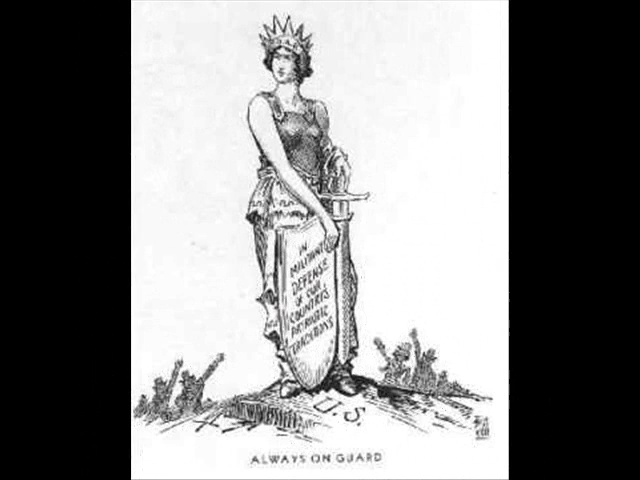 IN
MILITANT
DEFENSE
OF OUR
COUNTRY'S
PATRIOTIC
TRADITIONS
U.S.
ALWAYS ON GUARD